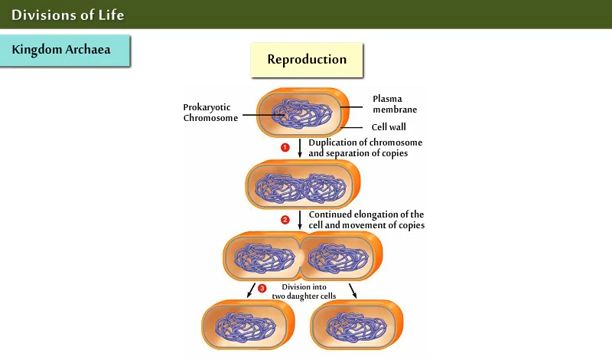 Divisions of Life
Kingdom Archaea
Reproduction
Prokaryotic
Chromosome
Plasma
membrane
Cell wall
1 Duplication of chromosome
and separation of copies
2 Continued elongation of the
cell and movement of copies
3 Division into
two daughter cells